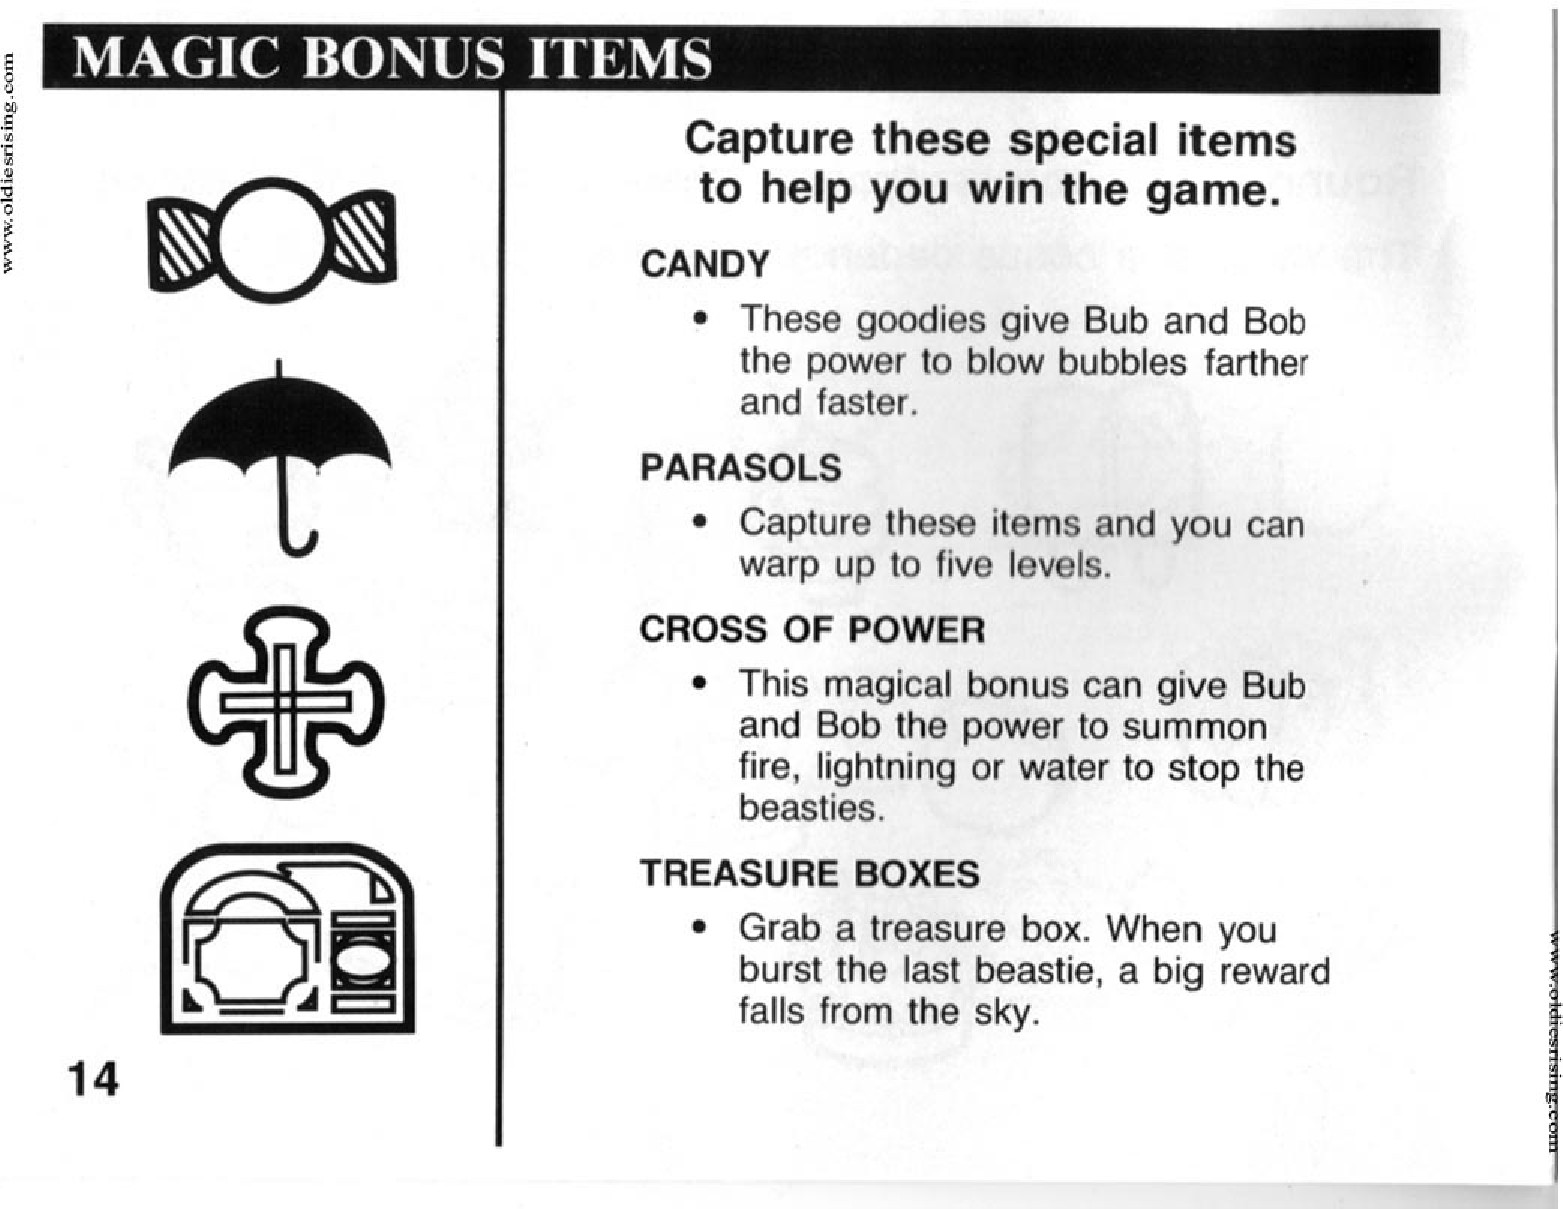 www.oldiesrising.com
MAGIC BONUS ITEMS
Capture these special items
to help you win the game.
CANDY
• These goodies give Bub and Bob
the power to blow bubbles farther
and faster.
PARASOLS
• Capture these items and you can
warp up to five levels.
CROSS OF POWER
• This magical bonus can give Bub
and Bob the power to summon
fire, lightning or water to stop the
beasties.
TREASURE BOXES
• Grab a treasure box. When you
burst the last beastie, a big reward
falls from the sky.
14
www.oldiesrising.com